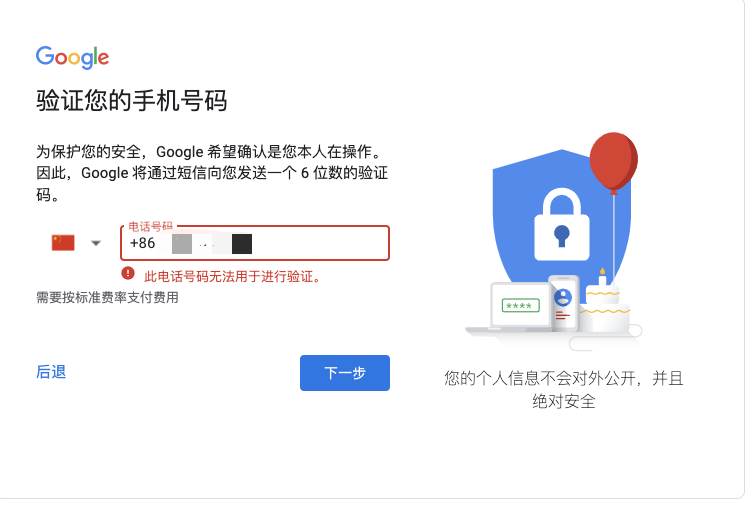 Google
验证您的手机号码
为保护您的安全，Google 希望确认是您本人在操作。
因此，Google 将通过短信向您发送一个 6 位数的验证
码。
电话号码
+86
此电话号码无法用于进行验证。
需要按标准费率支付费用
后退
下一步
****
您的个人信息不会对外公开，并且
绝对安全